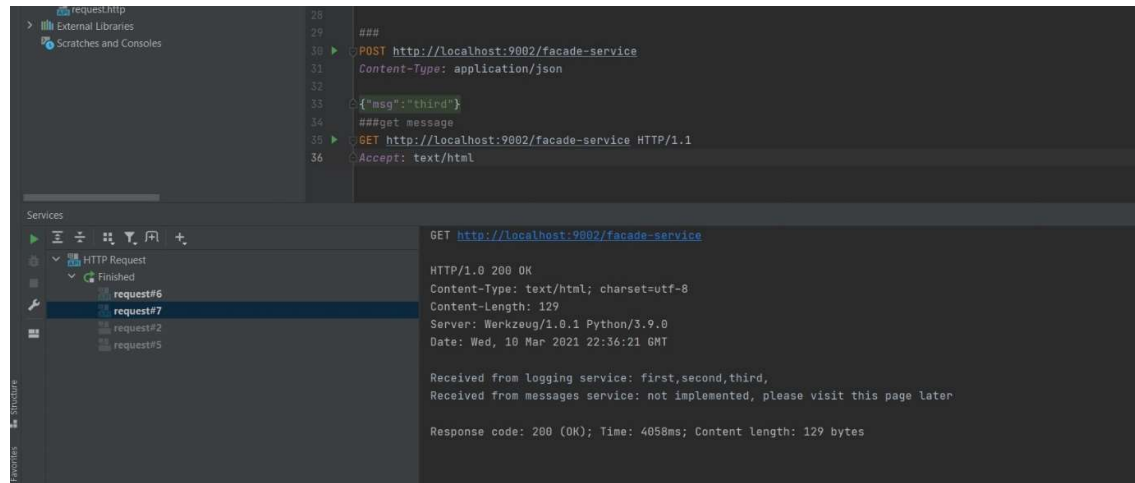 request.http
External Libraries
Scratches and Consoles
28
29 ###
30 POST http://localhost:9002/facade-service
31 Content-Type: application/json
32
33 {"msg":"third"}
34 ###get message
35 GET http://localhost:9002/facade-service HTTP/1.1
36 Accept: text/html
Services
HTTP Request
Finished
request#6
request#7
request#2
request#5
GET http://localhost:9002/facade-service
HTTP/1.0 200 OK
Content-Type: text/html; charset=utf-8
Content-Length: 129
Server: Werkzeug/1.0.1 Python/3.9.0
Date: Wed, 10 Mar 2021 22:36:21 GMT
Received from logging service: first,second,third,
Received from messages service: not implemented, please visit this page later
Response code: 200 (OK); Time: 4058ms; Content length: 129 bytes
Structure
Favorites